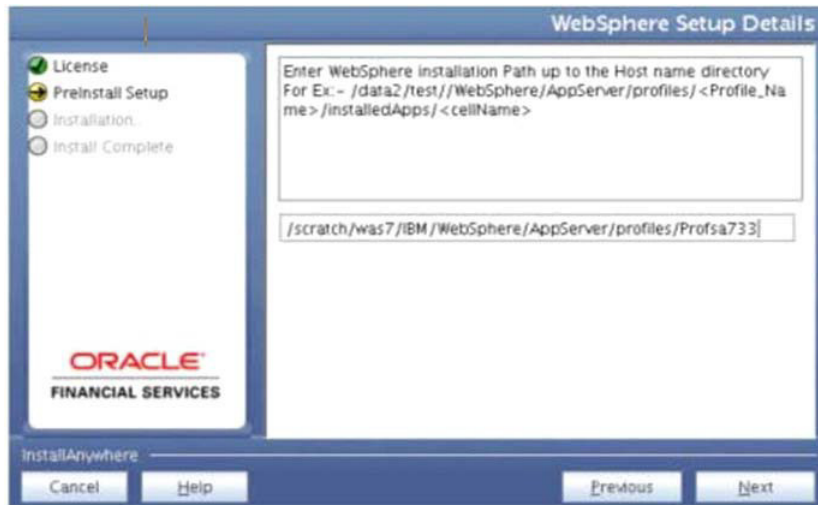 WebSphere Setup Details
License
PreInstall Setup
Installation..
Install Complete
Enter WebSphere installation Path up to the Host name directory
For Ex:- /data2/test//WebSphere/AppServer/profiles/<Profile_Na
me>/installedApps/<cellName>
/scratch/was7/IBM/WebSphere/AppServer/profiles/Profsa733
ORACLE
FINANCIAL SERVICES
InstallAnywhere
Cancel
Help
Previous
Next